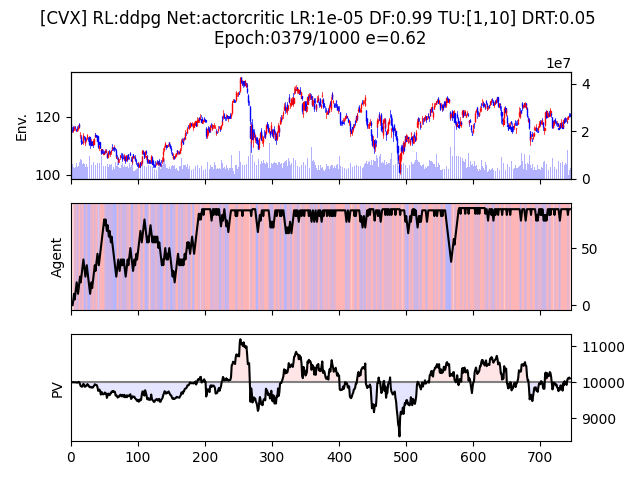 [CVX] RL:ddpg Net:actorcritic LR:1e-05 DF:0.99 TU:[1,10] DRT:0.05
Epoch:0379/1000 e=0.62
1e7
Env.
120
100
4
2
0
Agent
50
0
PV
11000
10000
9000
0 100 200 300 400 500 600 700